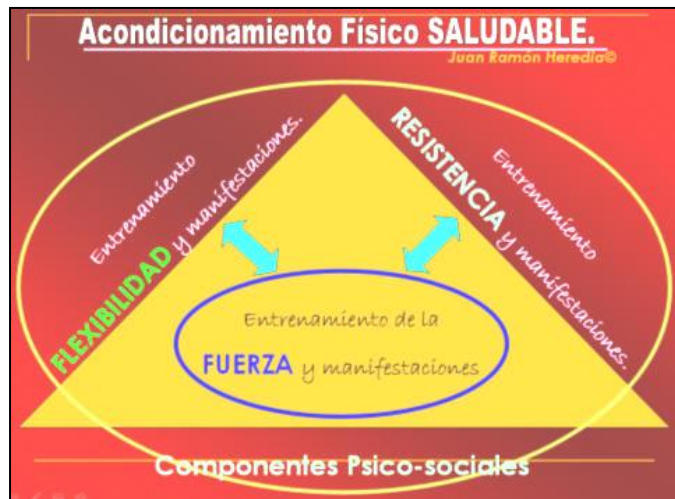 Acondicionamiento Físico SALUDABLE.
Juan Ramón Heredia©
Entrenamiento
FLEXIBILIDAD y manifestaciones.
Entrenamiento
RESISTENCIA y manifestaciones.
Entrenamiento de la
FUERZA y manifestaciones
Componentes Psico-sociales